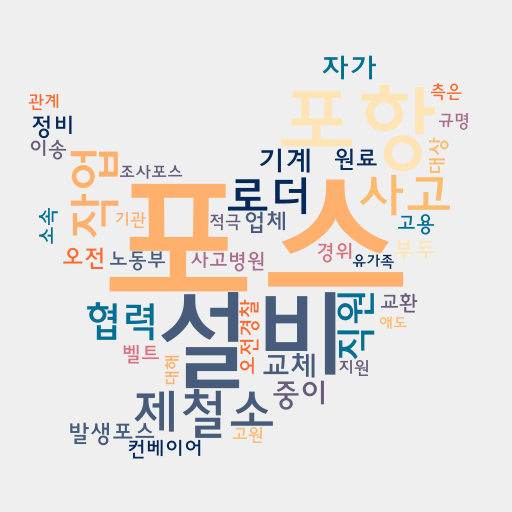 자가
포항
측은
관계
정비
규명
이송
작업
기계
원료
대상
조사포스
로더
사고
소속
기관
적극
업체
고용
포스
오전
노동부
사고병원
경위
유가족
부두
협력
설비
오전경찰
직원
교환
애도
벨트
대해
교체
지원
제철소
중이
발생포스
고원
컨베이어